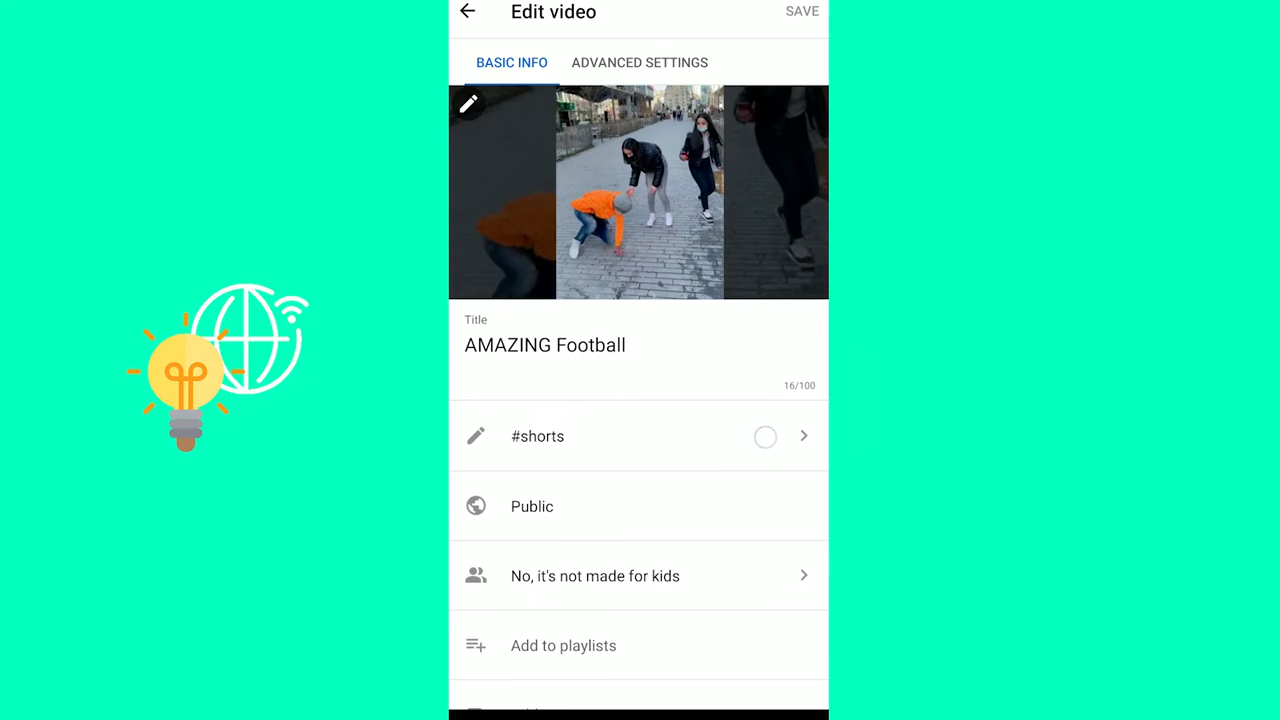 Edit video
SAVE
BASIC INFO
ADVANCED SETTINGS
Title
AMAZING Football
16/100
#shorts
Public
No, it's not made for kids
Add to playlists